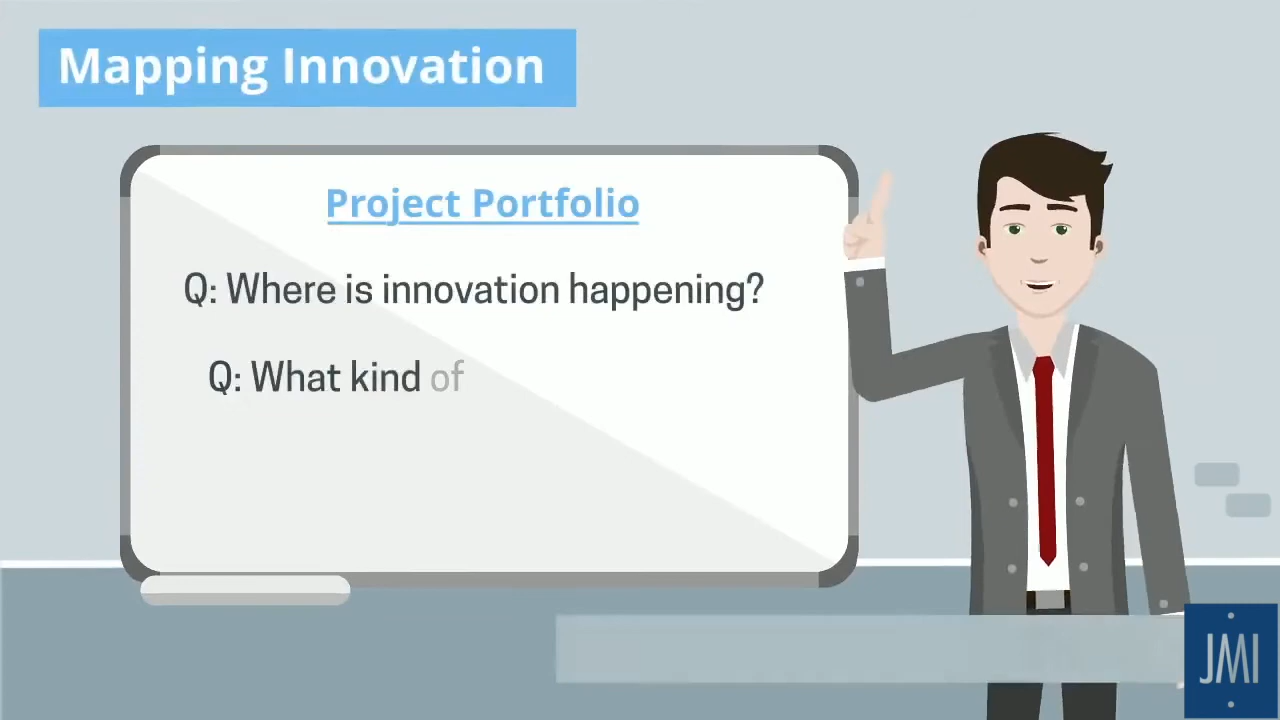 Mapping Innovation
Project Portfolio
Q: Where is innovation happening?
Q: What kind of
JMI